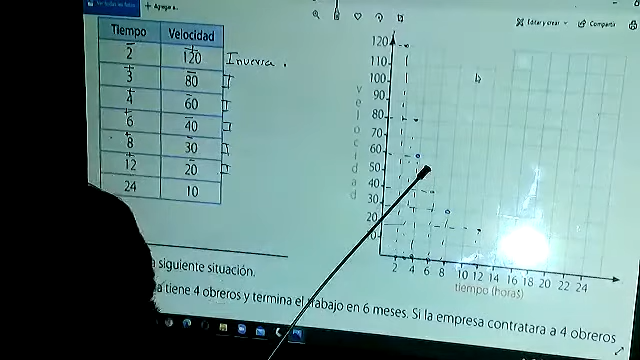 Agregar a...
Editar y crear
Compartir
Tiempo Velocidad
2 120 Inversa.
3 80 I
4 60 I
6 40 I
8 30 I
12 20 I
24 10
120
110
100
90
80
70
60
50
40
30
20
velocidad
2 4 6 8 10 12 14 16 18 20 22 24
tiempo (horas)
a siguiente situación.
a tiene 4 obreros y termina el trabajo en 6 meses. Si la empresa contratara a 4 obreros